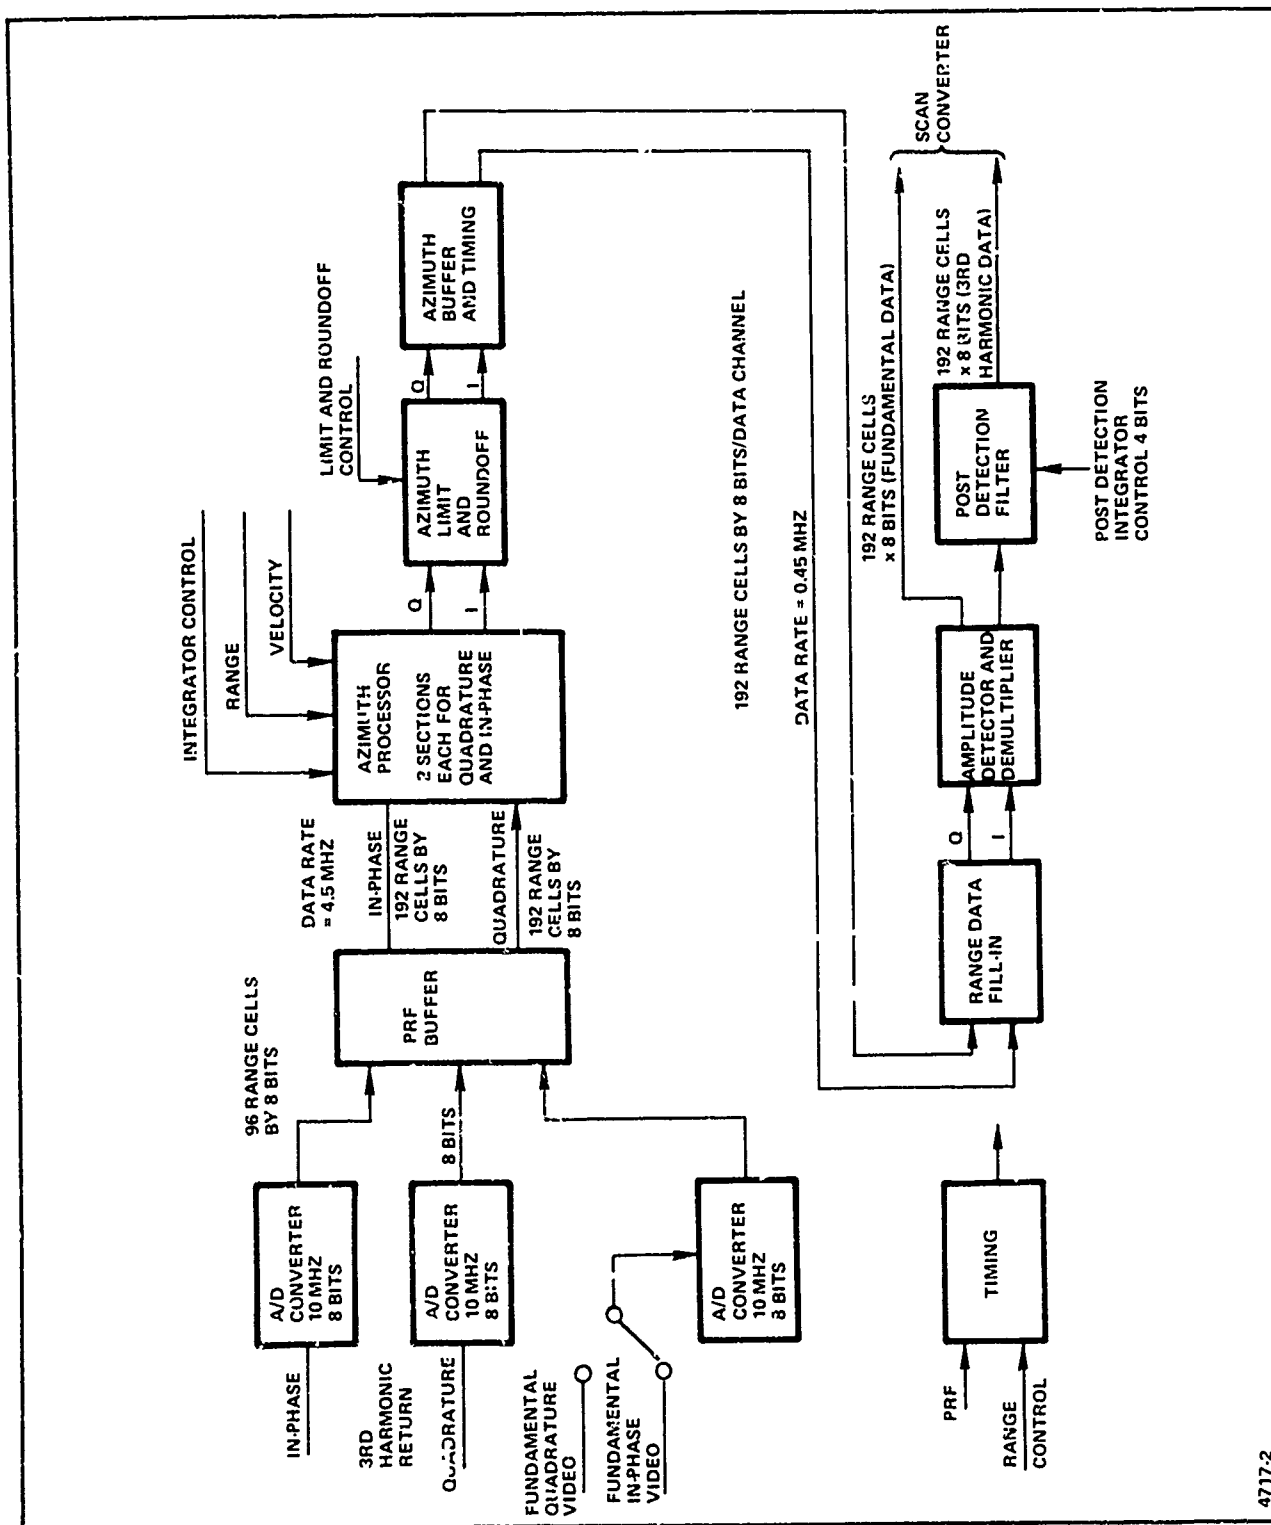 IN-PHASE
3RD
HARMONIC
RETURN
QUADRATURE
FUNDAMENTAL
QUADRATURE
VIDEO
FUNDAMENTAL
IN-PHASE
VIDEO
A/D
CONVERTER
10 MHZ
8 BITS
A/D
CONVERTER
10 MHZ
8 BITS
A/D
CONVERTER
10 MHZ
8 BITS
96 RANGE CELLS
BY 8 BITS
8 BITS
PRF
BUFFER
DATA RATE
= 4.5 MHZ
IN-PHASE
192 RANGE
CELLS BY
8 BITS
QUADRATURE
192 RANGE
CELLS BY
8 BITS
INTEGRATOR CONTROL
RANGE
VELOCITY
AZIMUTH
PROCESSOR
2 SECTIONS
EACH FOR
QUADRATURE
AND IN-PHASE
Q
I
LIMIT AND ROUNDOFF
CONTROL
AZIMUTH
LIMIT
AND
ROUNDOFF
Q
I
AZIMUTH
BUFFER
AND TIMING
192 RANGE CELLS BY 8 BITS/DATA CHANNEL
DATA RATE = 0.45 MHZ
PRF
RANGE
CONTROL
TIMING
RANGE DATA
FILL-IN
Q
I
AMPLITUDE
DETECTOR AND
DEMULTIPLIER
192 RANGE CELLS
x 8 BITS (FUNDAMENTAL DATA)
POST
DETECTION
FILTER
POST DETECTION
INTEGRATOR
CONTROL 4 BITS
192 RANGE CELLS
x 8 BITS (3RD
HARMONIC DATA)
SCAN
CONVERTER
4717-2